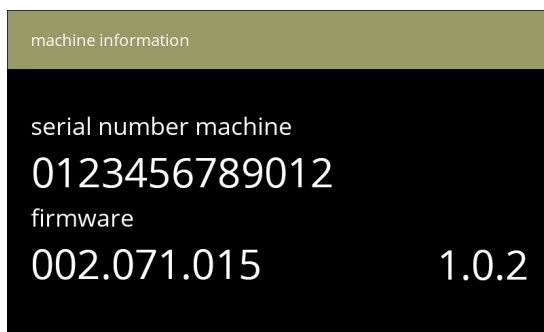 machine information
serial number machine
0123456789012
firmware
002.071.015 1.0.2